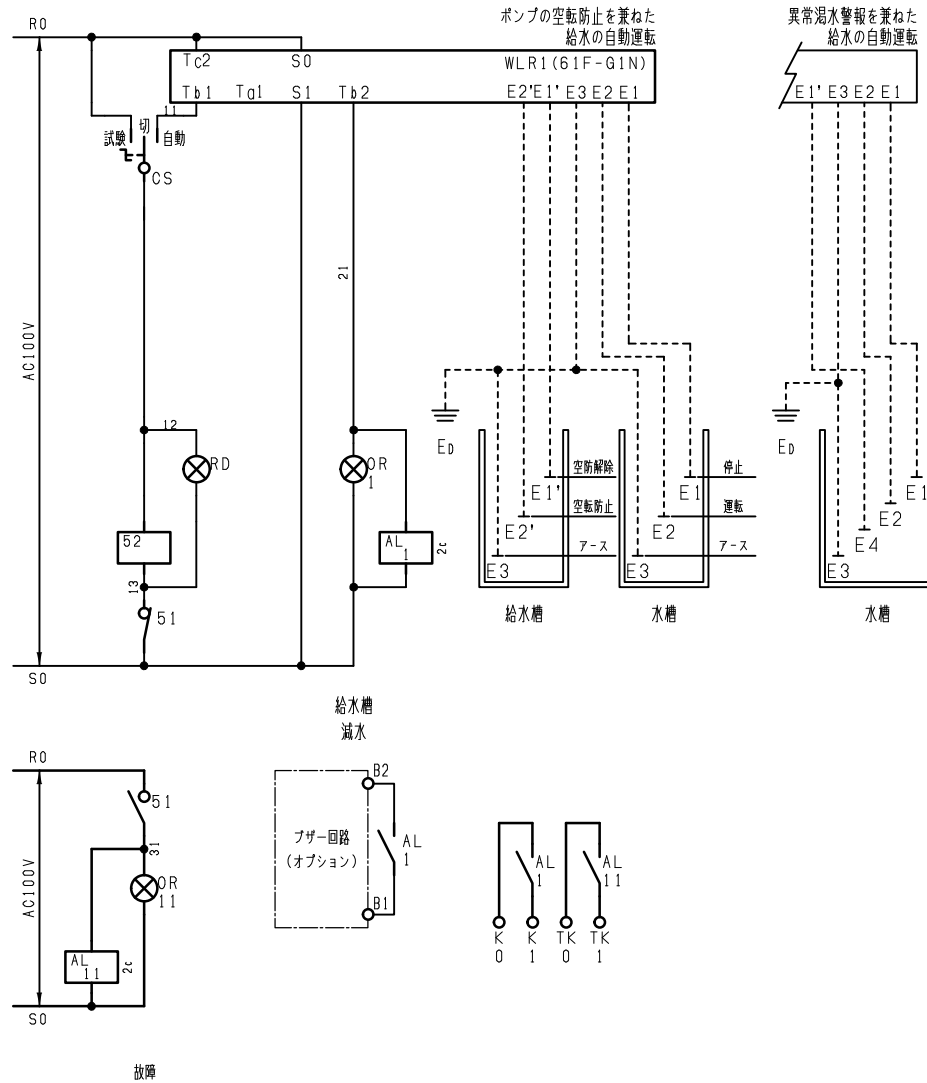 ポンプの空転防止を兼ねた
給水の自動運転
異常渇水警報を兼ねた
給水の自動運転
R0
Tc2 S0 WLR1(61F-G1N)
Tb1 Ta1 S1 Tb2 E2' E1' E3 E2 E1
E1' E3 E2 E1
11
試験 切 自動
CS
21
AC100V
12
RD
OR
1
52
AL
1
2c
13
51
S0
ED
ED
空防解除
停止
E1'
E1
E1
空転防止
運転
E2'
E2
E2
E4
アース
アース
E3
E3
E3
給水槽
水槽
水槽
給水槽
減水
R0
51
31
AC100V
OR
11
AL
11
2c
S0
故障
B2
ブザー回路
(オプション)
AL
1
B1
AL
1
AL
11
K K TK TK
0 1 0 1